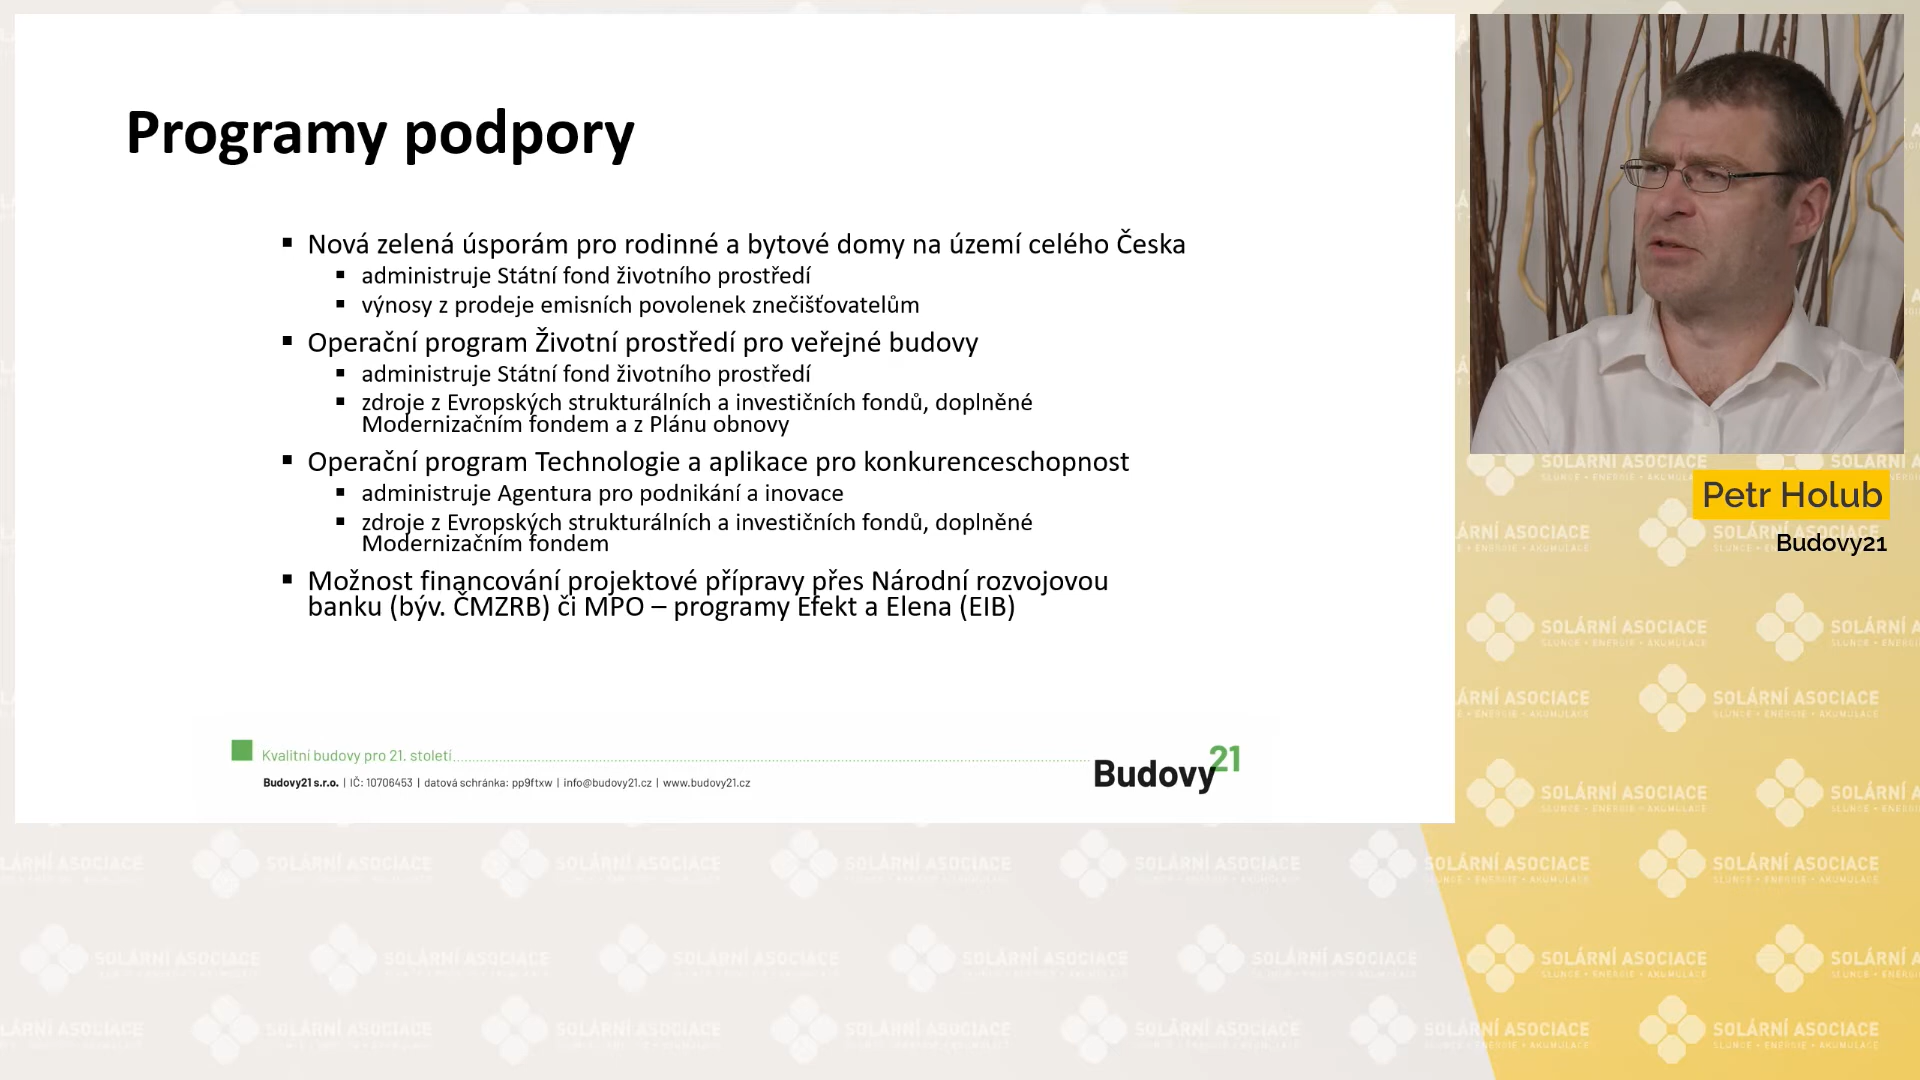 Programy podpory
Nová zelená úsporám pro rodinné a bytové domy na území celého Česka
administruje Státní fond životního prostředí
výnosy z prodeje emisních povolenek znečišťovatelům
Operační program Životní prostředí pro veřejné budovy
administruje Státní fond životního prostředí
zdroje z Evropských strukturálních a investičních fondů, doplněné
Modernizačním fondem a z Plánu obnovy
Operační program Technologie a aplikace pro konkurenceschopnost
administruje Agentura pro podnikání a inovace
zdroje z Evropských strukturálních a investičních fondů, doplněné
Modernizačním fondem
Možnost financování projektové přípravy přes Národní rozvojovou
banku (býv. ČMZRB) či MPO – programy Efekt a Elena (EIB)
Kvalitní budovy pro 21. století
Budovy21 s.r.o. | IČ: 10706453 | datová schránka: pp9ftxw | info@budovy21.cz | www.budovy21.cz
Budovy21
Petr Holub
Budovy21
SOLÁRNÍ ASOCIACE
SLUNCE • ENERGIE • AKUMULACE